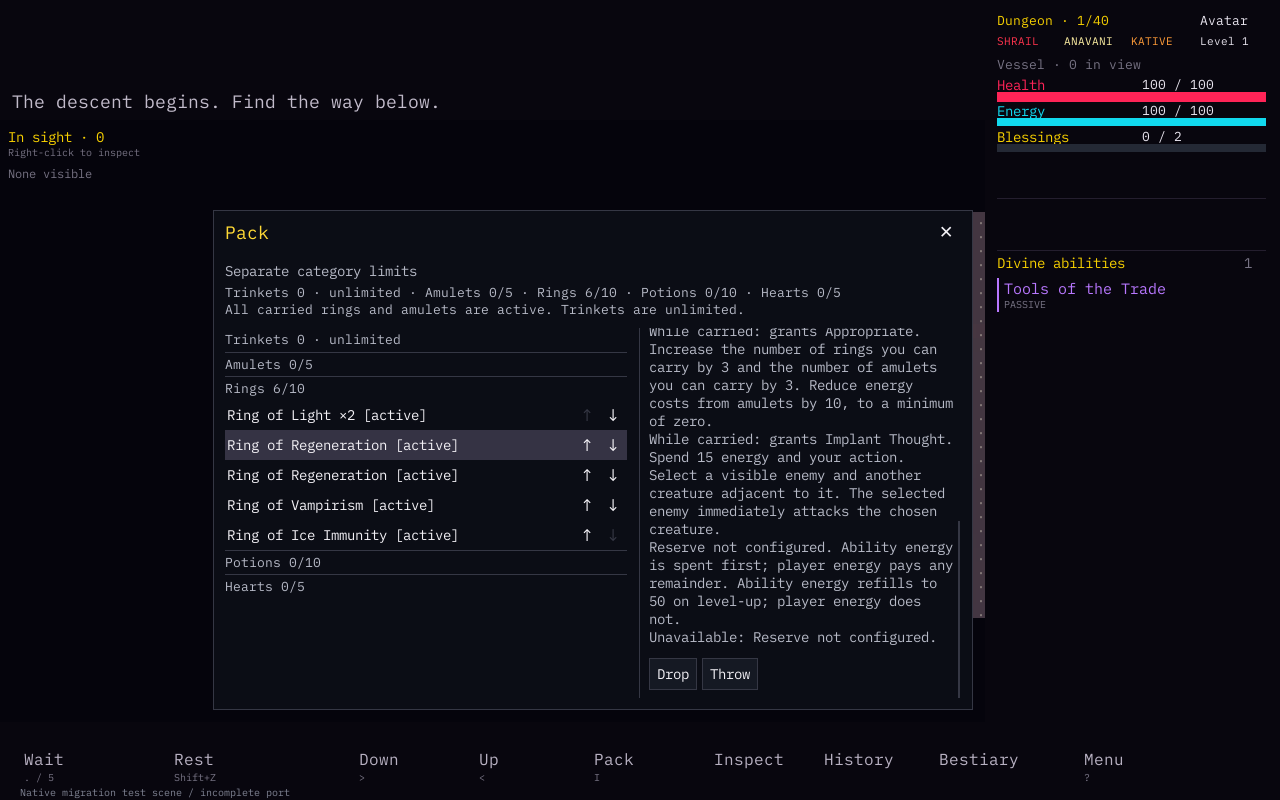 Dungeon · 1/40 Avatar
SHRAIL ANAVANI KATIVE Level 1
Vessel · 0 in view
Health 100 / 100
Energy 100 / 100
Blessings 0 / 2
The descent begins. Find the way below.
In sight · 0
Right-click to inspect
None visible
Divine abilities 1
Tools of the Trade
PASSIVE
Pack ×
Separate category limits
Trinkets 0 · unlimited · Amulets 0/5 · Rings 6/10 · Potions 0/10 · Hearts 0/5
All carried rings and amulets are active. Trinkets are unlimited.
Trinkets 0 · unlimited
Amulets 0/5
Rings 6/10
Ring of Light ×2 [active] ↑ ↓
Ring of Regeneration [active] ↑ ↓
Ring of Regeneration [active] ↑ ↓
Ring of Vampirism [active] ↑ ↓
Ring of Ice Immunity [active] ↑ ↓
Potions 0/10
Hearts 0/5
While carried: grants Appropriate.
Increase the number of rings you can
carry by 3 and the number of amulets
you can carry by 3. Reduce energy
costs from amulets by 10, to a minimum
of zero.
While carried: grants Implant Thought.
Spend 15 energy and your action.
Select a visible enemy and another
creature adjacent to it. The selected
enemy immediately attacks the chosen
creature.
Reserve not configured. Ability energy
is spent first; player energy pays any
remainder. Ability energy refills to
50 on level-up; player energy does
not.
Unavailable: Reserve not configured.
Drop Throw
Wait Rest Down Up Pack Inspect History Bestiary Menu
. / 5 Shift+Z > < I ?
Native migration test scene / incomplete port